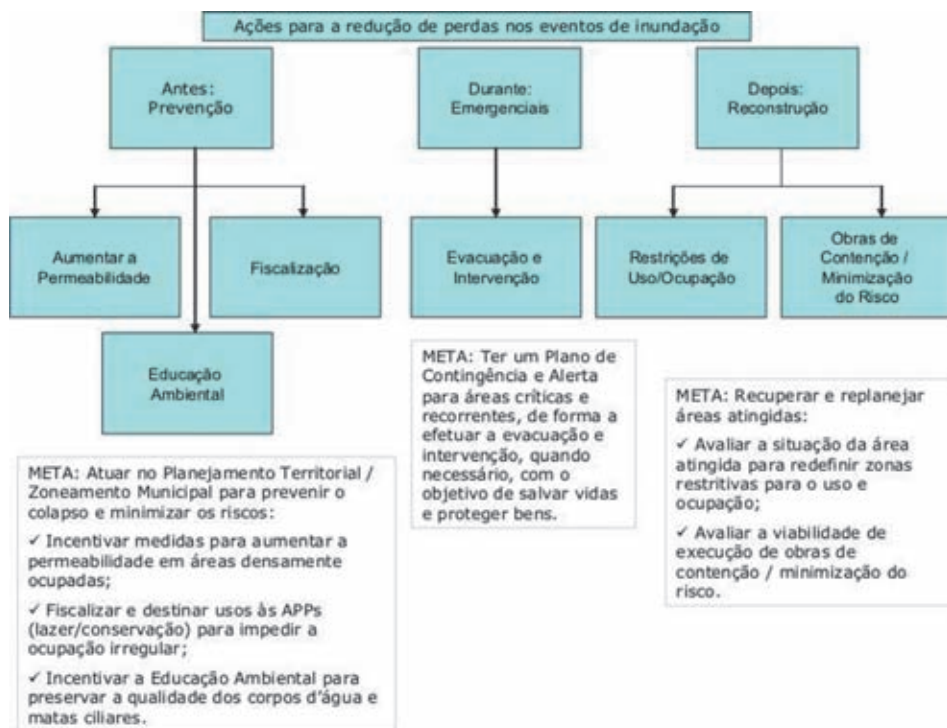 Ações para a redução de perdas nos eventos de inundação
Antes:
Prevenção
Durante:
Emergenciais
Depois:
Reconstrução
Aumentar a
Permeabilidade
Fiscalização
Evacuação e
Intervenção
Restrições de
Uso/Ocupação
Obras de
Contenção /
Minimização
do Risco
Educação
Ambiental
META: Atuar no Planejamento Territorial /
Zoneamento Municipal para prevenir o
colapso e minimizar os riscos:
✓ Incentivar medidas para aumentar a
permeabilidade em áreas densamente
ocupadas;
✓ Fiscalizar e destinar usos às APPs
(lazer/conservação) para impedir a
ocupação irregular;
✓ Incentivar a Educação Ambiental para
preservar a qualidade dos corpos d'água e
matas ciliares.
META: Ter um Plano de
Contingência e Alerta
para áreas críticas e
recorrentes, de forma a
efetuar a evacuação e
intervenção, quando
necessário, com o
objetivo de salvar vidas
e proteger bens.
META: Recuperar e replanejar
áreas atingidas:
✓ Avaliar a situação da área
atingida para redefinir zonas
restritivas para o uso e
ocupação;
✓ Avaliar a viabilidade de
execução de obras de
contenção / minimização do
risco.